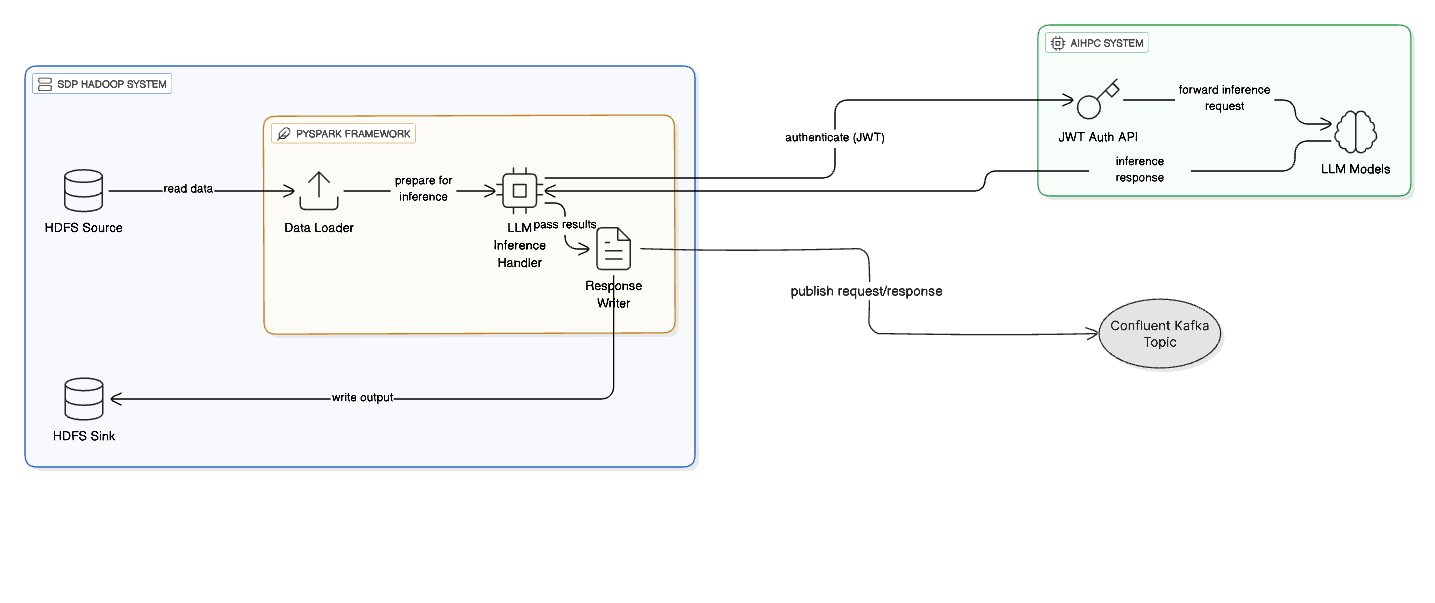 AIHPC SYSTEM
SDP HADOOP SYSTEM
forward inference
request
PYSPARK FRAMEWORK
authenticate (JWT)
JWT Auth API
inference
response
LLM Models
read data
prepare for
inference
HDFS Source
Data Loader
LLM
Inference
Handler
pass results
Response
Writer
publish request/response
Confluent Kafka
Topic
write output
HDFS Sink